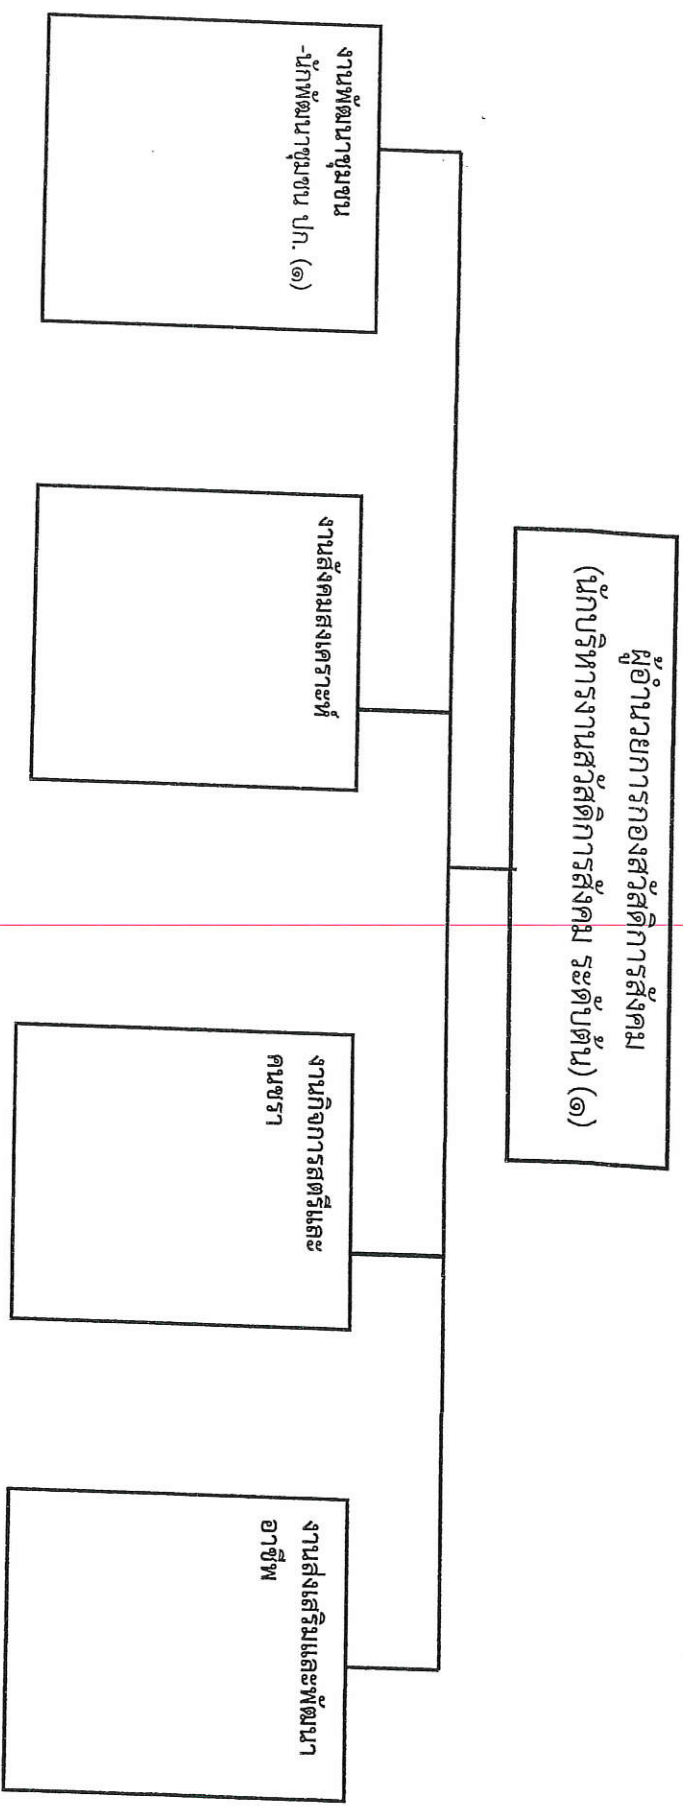 ผู้อำนวยการกองสวัสดิการสังคม
(นักบริหารงานสวัสดิการสังคม ระดับต้น) (๑)
งานพัฒนาชุมชน
-นักพัฒนาชุมชน ปก. (๑)
งานสังคมสงเคราะห์
งานกิจการสตรีและ
คนชรา
งานส่งเสริมและพัฒนา
อาชีพ